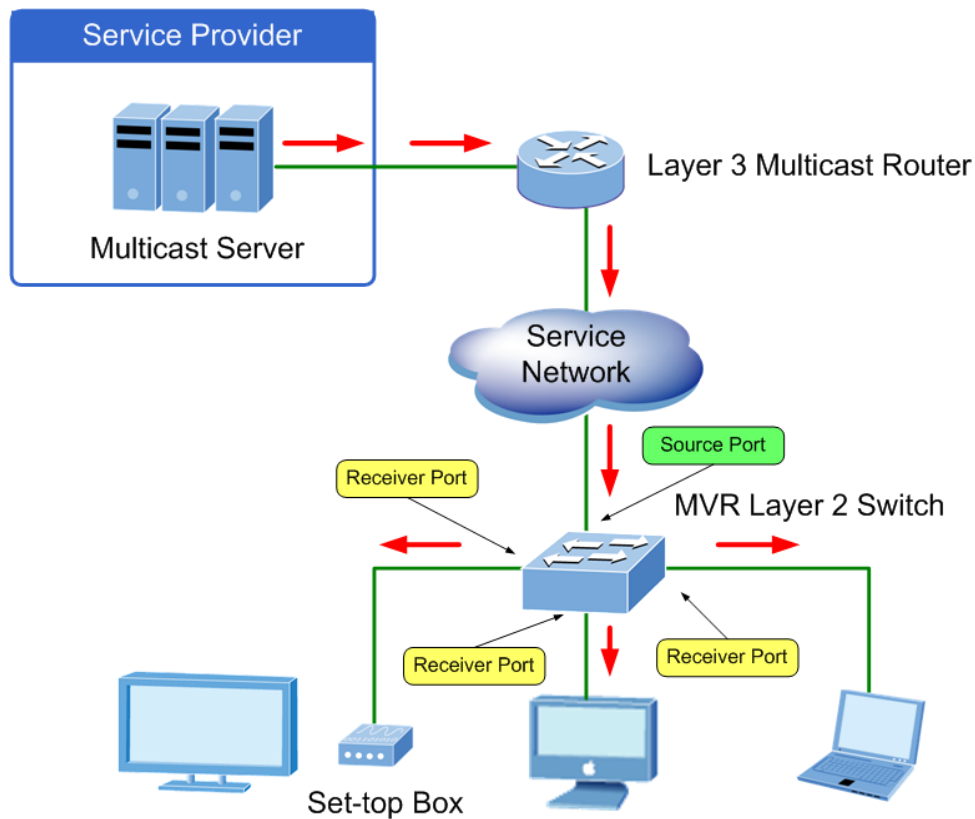 Service Provider
Multicast Server
Layer 3 Multicast Router
Service
Network
Source Port
Receiver Port
MVR Layer 2 Switch
Receiver Port
Receiver Port
Set-top Box